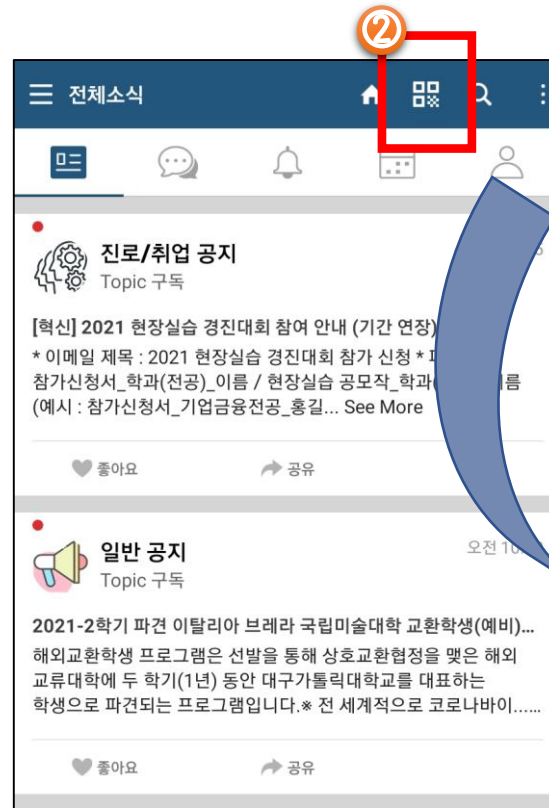 ②
전체소식
진로/취업 공지
Topic 구독
[혁신] 2021 현장실습 경진대회 참여 안내 (기간 연장)
* 이메일 제목 : 2021 현장실습 경진대회 참가 신청 *
참가신청서_학과(전공)_이름 / 현장실습 공모작_학과( 이름
(예시 : 참가신청서_기업금융전공_홍길... See More
좋아요 공유
일반 공지
오전 10
Topic 구독
2021-2학기 파견 이탈리아 브레라 국립미술대학 교환학생(예비)...
해외교환학생 프로그램은 선발을 통해 상호교환협정을 맺은 해외
교류대학에 두 학기(1년) 동안 대구가톨릭대학교를 대표하는
학생으로 파견되는 프로그램입니다.※ 전 세계적으로 코로나바이......
좋아요 공유